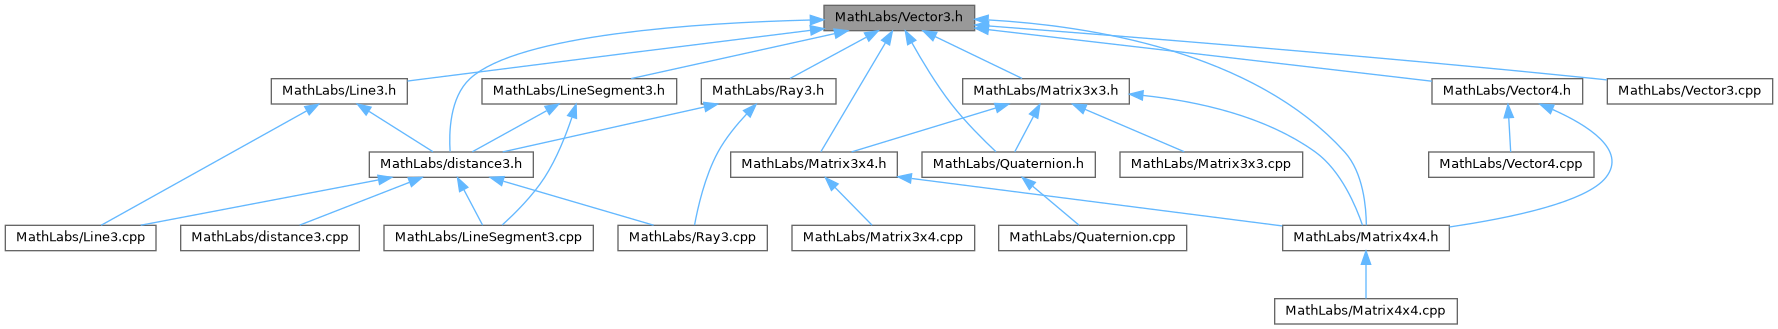 MathLabs/Vector3.h
MathLabs/Line3.h
MathLabs/LineSegment3.h
MathLabs/Ray3.h
MathLabs/Matrix3x3.h
MathLabs/Vector4.h
MathLabs/Vector3.cpp
MathLabs/distance3.h
MathLabs/Matrix3x4.h
MathLabs/Quaternion.h
MathLabs/Matrix3x3.cpp
MathLabs/Vector4.cpp
MathLabs/Line3.cpp
MathLabs/distance3.cpp
MathLabs/LineSegment3.cpp
MathLabs/Ray3.cpp
MathLabs/Matrix3x4.cpp
MathLabs/Quaternion.cpp
MathLabs/Matrix4x4.h
MathLabs/Matrix4x4.cpp